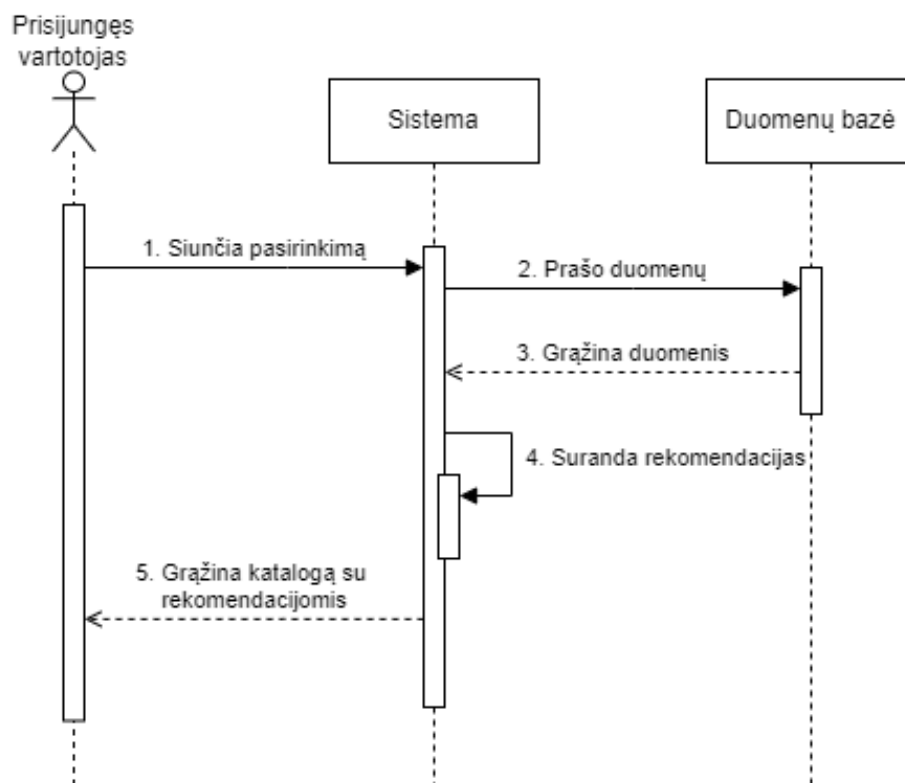 Prisijungęs
vartotojas
Sistema
Duomenų bazė
1. Siunčia pasirinkimą
2. Prašo duomenų
3. Grąžina duomenis
4. Suranda rekomendacijas
5. Grąžina katalogą su
rekomendacijomis